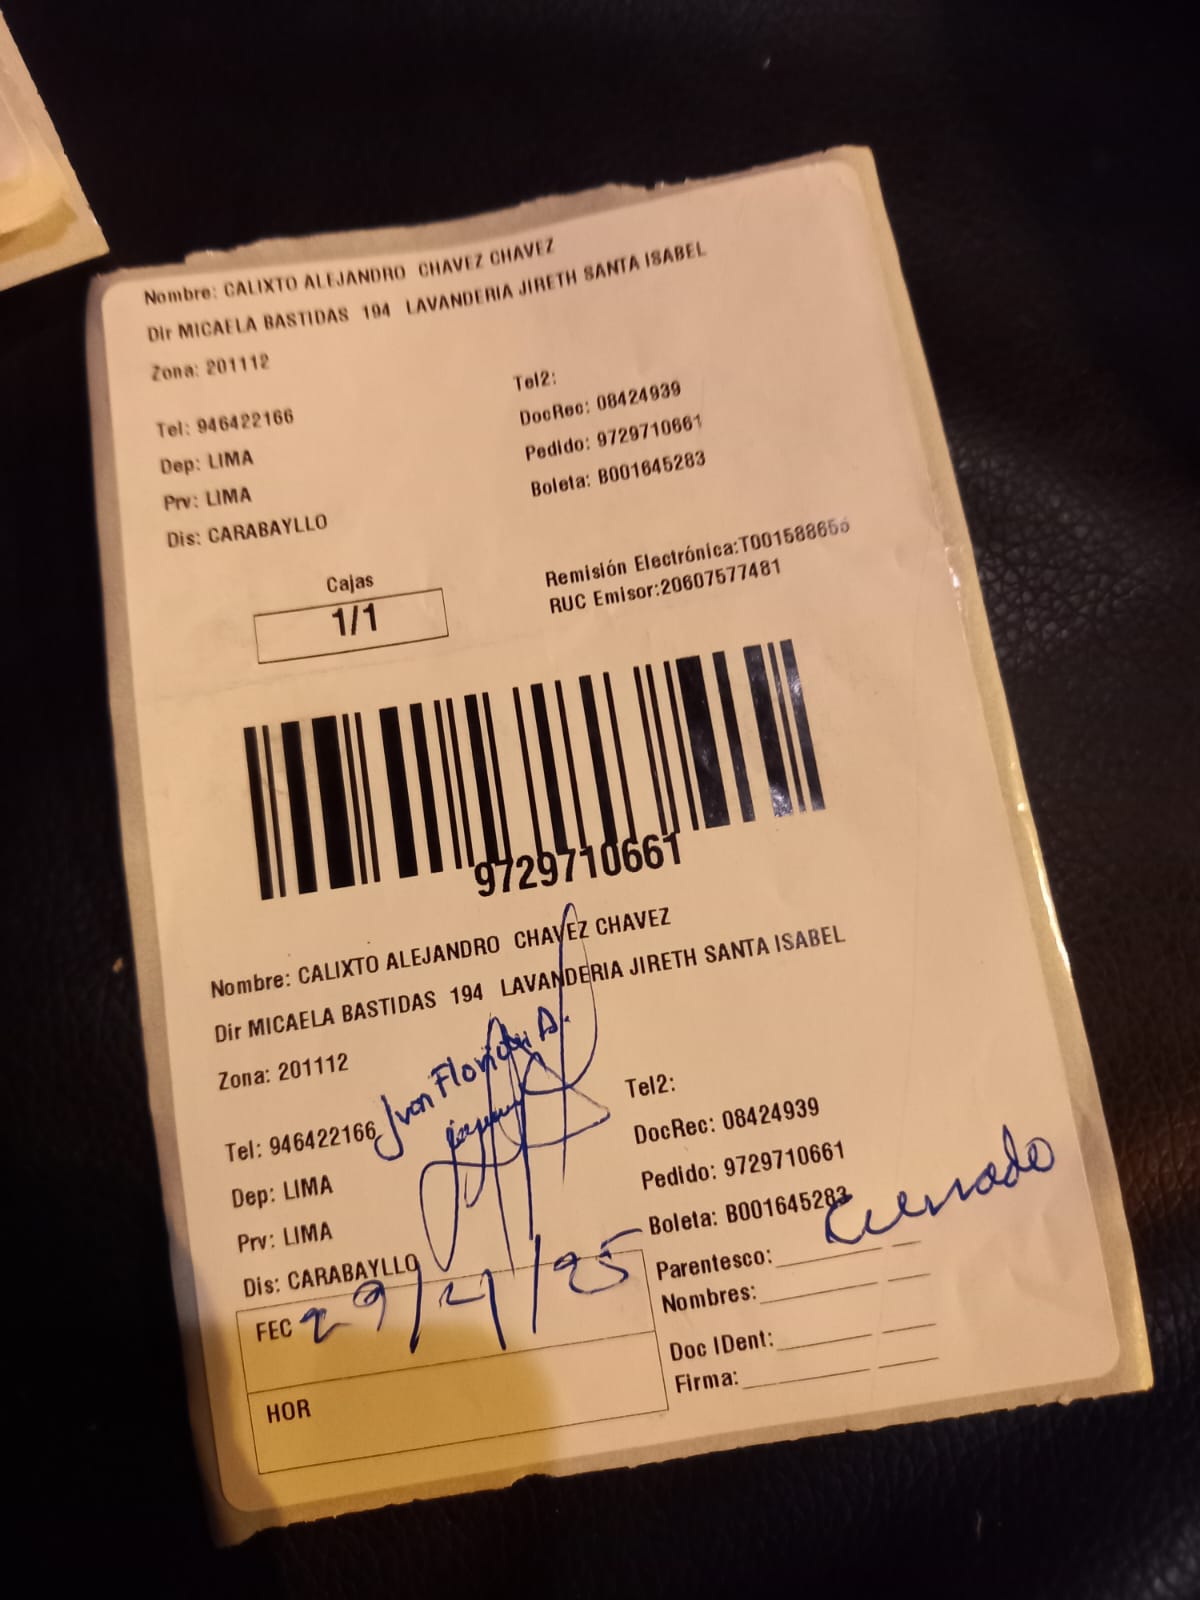 Nombre: CALIXTO ALEJANDRO CHAVEZ CHAVEZ
Dir MICAELA BASTIDAS 194 LAVANDERIA JIRETH SANTA ISABEL
Zona: 201112
Tel2:
Tel: 946422166
DocRec: 08424939
Dep: LIMA
Pedido: 9729710661
Prv: LIMA
Boleta: B001645283
Dis: CARABAYLLO
Cajas
1/1
Remisión Electrónica:T001588656
RUC Emisor:20607577481
9729710661
Nombre: CALIXTO ALEJANDRO CHAVEZ CHAVEZ
Dir MICAELA BASTIDAS 194 LAVANDERIA JIRETH SANTA ISABEL
Zona: 201112
Tel2:
Tel: 946422166
DocRec: 08424939
Dep: LIMA
Pedido: 9729710661
Prv: LIMA
Boleta: B001645283
Dis: CARABAYLLO
Parentesco:
Nombres:
FEC 29/4/25
Doc IDent:
Firma:
HOR